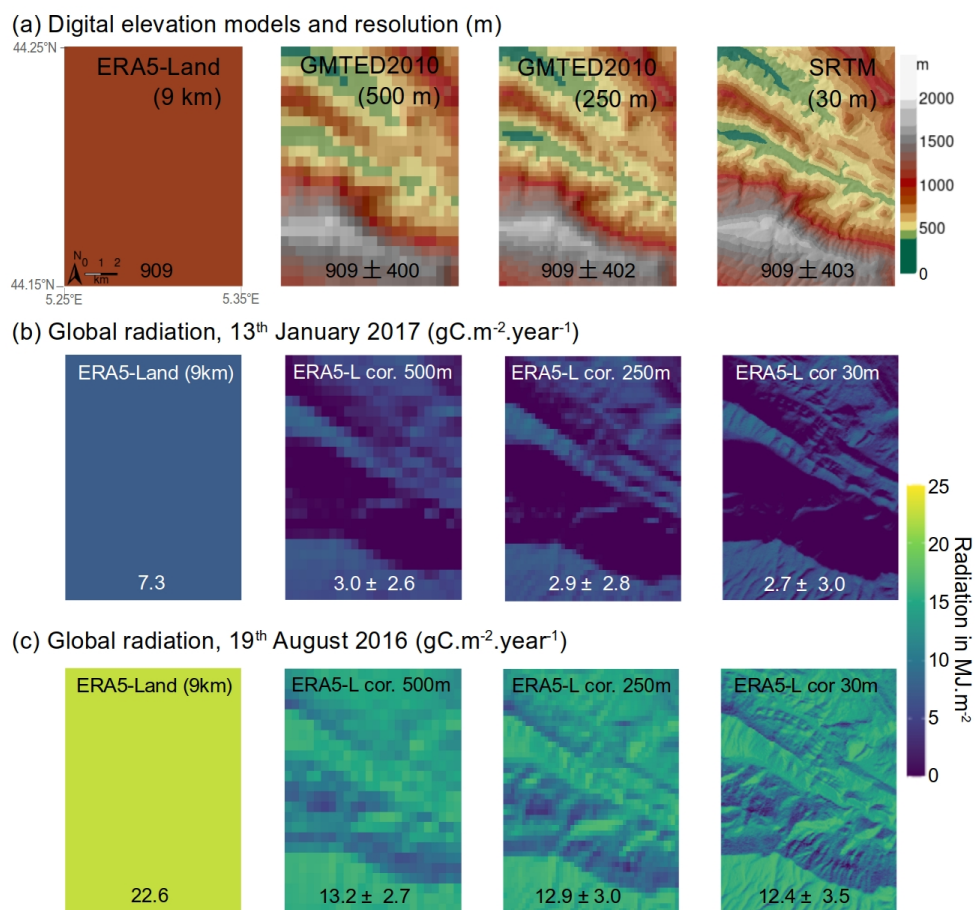 (a) Digital elevation models and resolution (m)
44.25°N
ERA5-Land
(9 km)
N
0 1 2
km
909
44.15°N
5.25°E
5.35°E
GMTED2010
(500 m)
909 ± 400
GMTED2010
(250 m)
909 ± 402
SRTM
(30 m)
909 ± 403
m
2000
1500
1000
500
0
(b) Global radiation, 13th January 2017 (gC.m-2.year-1)
ERA5-Land (9km)
7.3
ERA5-L cor. 500m
3.0 ± 2.6
ERA5-L cor. 250m
2.9 ± 2.8
ERA5-L cor 30m
2.7 ± 3.0
(c) Global radiation, 19th August 2016 (gC.m-2.year-1)
ERA5-Land (9km)
22.6
ERA5-L cor. 500m
13.2 ± 2.7
ERA5-L cor. 250m
12.9 ± 3.0
ERA5-L cor 30m
12.4 ± 3.5
25
20
15
10
5
0
Radiation in MJ.m-2